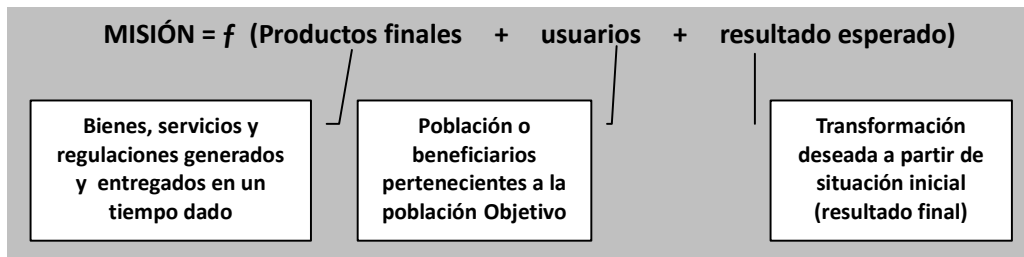 MISIÓN = ƒ (Productos finales + usuarios + resultado esperado)
Bienes, servicios y
regulaciones generados
y entregados en un
tiempo dado
Población o
beneficiarios
pertenecientes a la
población Objetivo
Transformación
deseada a partir de
situación inicial
(resultado final)